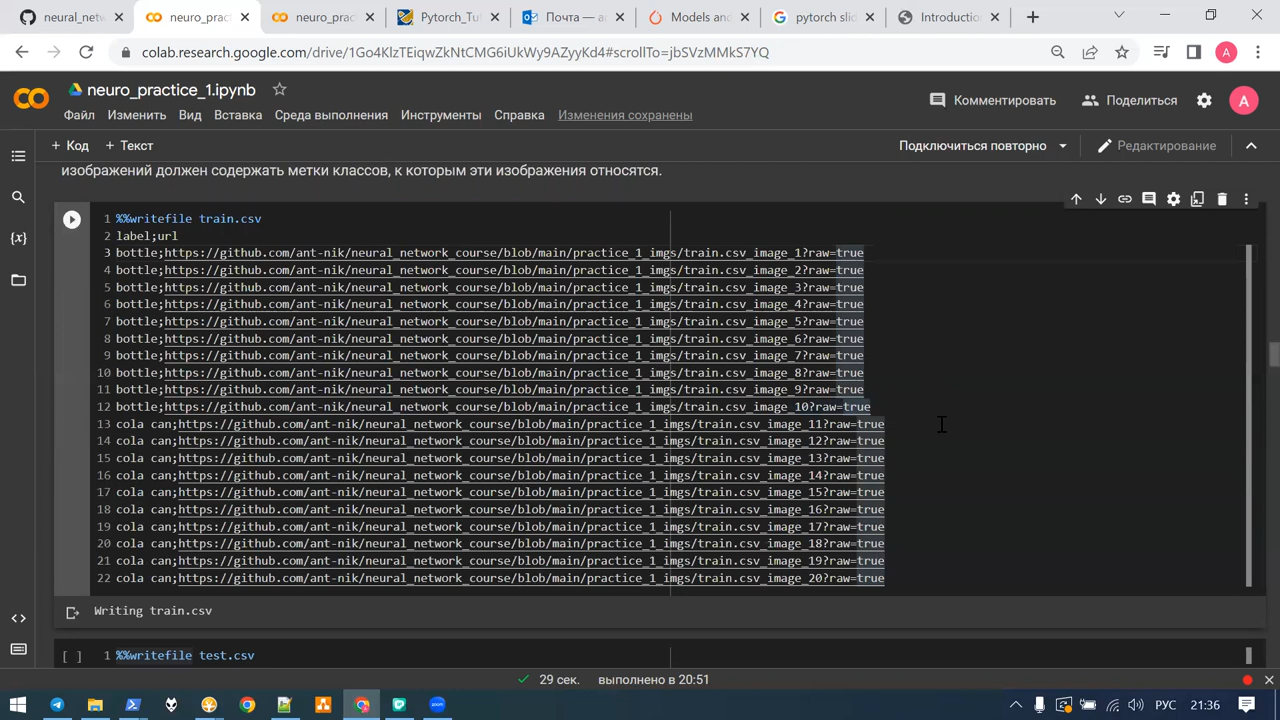 neural_netw
neuro_pract
neuro_pract
Pytorch_Tut
Почта — а
Models and
pytorch slid
Introduction
colab.research.google.com/drive/1Go4KlzTEiqwZkNtCMG6iUkWy9AZyyKd4#scrollTo=jbSVzMMkS7YQ
A
CO
neuro_practice_1.ipynb
Комментировать
Поделиться
A
Файл Изменить Вид Вставка Среда выполнения Инструменты Справка Изменения сохранены
+ Код + Текст
Подключиться повторно
Редактирование
изображений должен содержать метки классов, к которым эти изображения относятся.
1 %%writefile train.csv
2 label;url
3 bottle;https://github.com/ant-nik/neural_network_course/blob/main/practice_1_imgs/train.csv_image_1?raw=true
4 bottle;https://github.com/ant-nik/neural_network_course/blob/main/practice_1_imgs/train.csv_image_2?raw=true
5 bottle;https://github.com/ant-nik/neural_network_course/blob/main/practice_1_imgs/train.csv_image_3?raw=true
6 bottle;https://github.com/ant-nik/neural_network_course/blob/main/practice_1_imgs/train.csv_image_4?raw=true
7 bottle;https://github.com/ant-nik/neural_network_course/blob/main/practice_1_imgs/train.csv_image_5?raw=true
8 bottle;https://github.com/ant-nik/neural_network_course/blob/main/practice_1_imgs/train.csv_image_6?raw=true
9 bottle;https://github.com/ant-nik/neural_network_course/blob/main/practice_1_imgs/train.csv_image_7?raw=true
10 bottle;https://github.com/ant-nik/neural_network_course/blob/main/practice_1_imgs/train.csv_image_8?raw=true
11 bottle;https://github.com/ant-nik/neural_network_course/blob/main/practice_1_imgs/train.csv_image_9?raw=true
12 bottle;https://github.com/ant-nik/neural_network_course/blob/main/practice_1_imgs/train.csv_image_10?raw=true
13 cola can;https://github.com/ant-nik/neural_network_course/blob/main/practice_1_imgs/train.csv_image_11?raw=true
14 cola can;https://github.com/ant-nik/neural_network_course/blob/main/practice_1_imgs/train.csv_image_12?raw=true
15 cola can;https://github.com/ant-nik/neural_network_course/blob/main/practice_1_imgs/train.csv_image_13?raw=true
16 cola can;https://github.com/ant-nik/neural_network_course/blob/main/practice_1_imgs/train.csv_image_14?raw=true
17 cola can;https://github.com/ant-nik/neural_network_course/blob/main/practice_1_imgs/train.csv_image_15?raw=true
18 cola can;https://github.com/ant-nik/neural_network_course/blob/main/practice_1_imgs/train.csv_image_16?raw=true
19 cola can;https://github.com/ant-nik/neural_network_course/blob/main/practice_1_imgs/train.csv_image_17?raw=true
20 cola can;https://github.com/ant-nik/neural_network_course/blob/main/practice_1_imgs/train.csv_image_18?raw=true
21 cola can;https://github.com/ant-nik/neural_network_course/blob/main/practice_1_imgs/train.csv_image_19?raw=true
22 cola can;https://github.com/ant-nik/neural_network_course/blob/main/practice_1_imgs/train.csv_image_20?raw=true
Writing train.csv
[ ] 1 %%writefile test.csv
29 сек. выполнено в 20:51
РУС 21:36